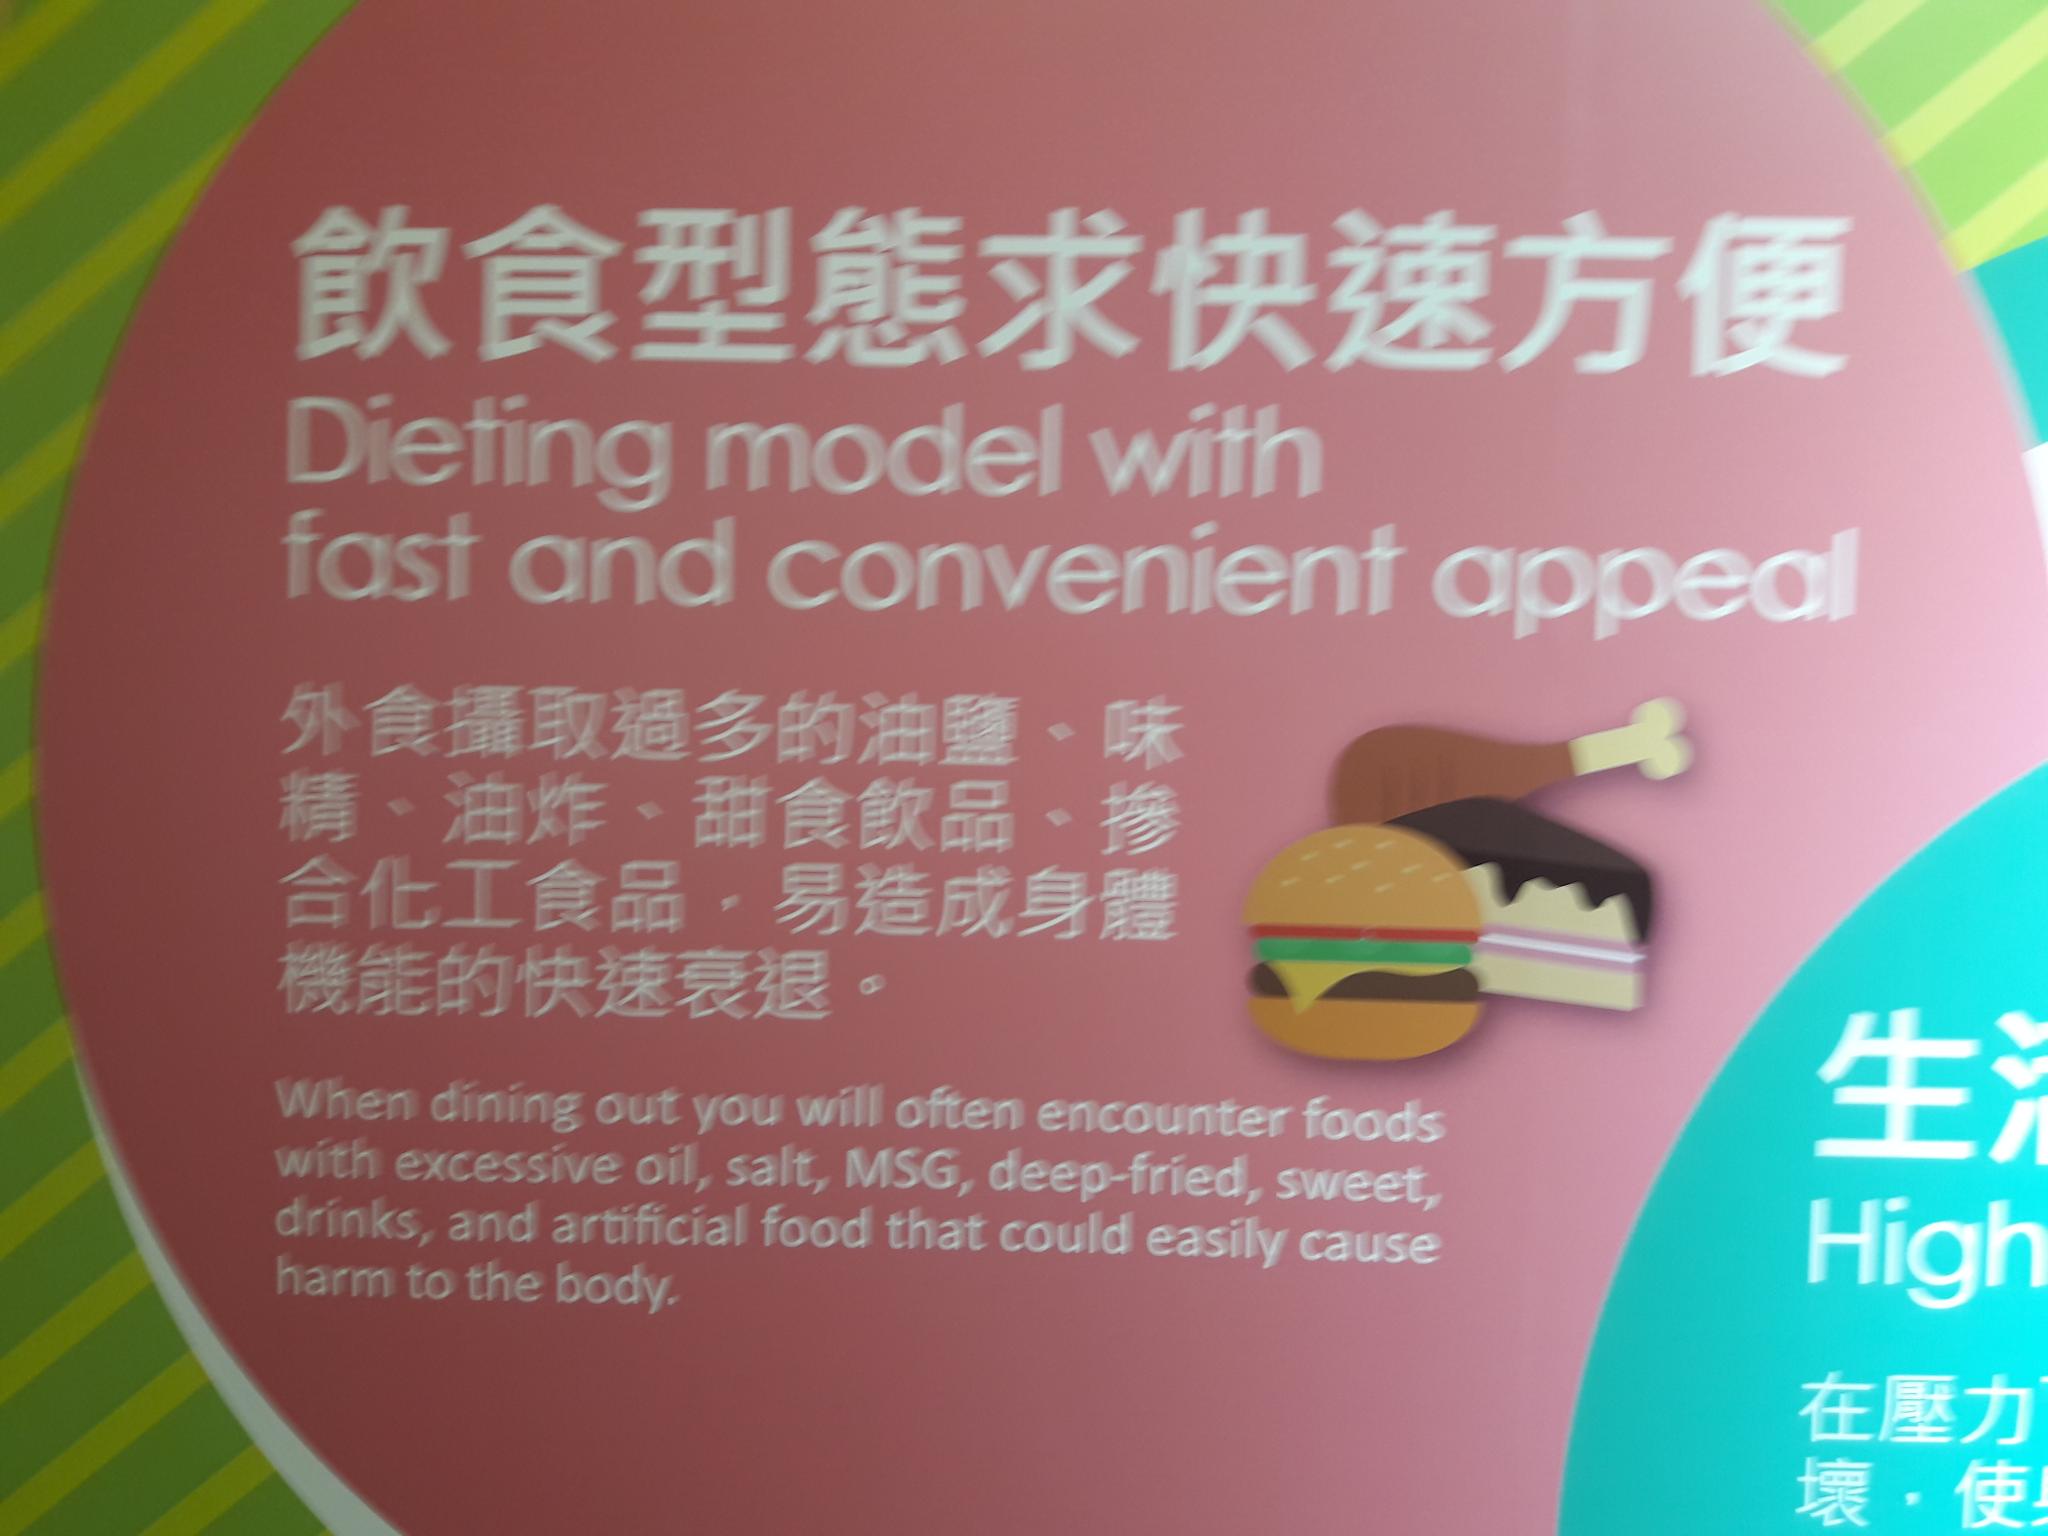 飲食型態求快速方便
Dieting model with
fast and convenient appeal
外食攝取過多的油鹽、味
精、油炸、甜食飲品、摻
合化工食品，易造成身體
機能的快速衰退。
When dining out you will often encounter foods
with excessive oil, salt, MSG, deep-fried, sweet,
drinks, and artificial food that could easily cause
harm to the body.
生
High
在壓力
壞，使